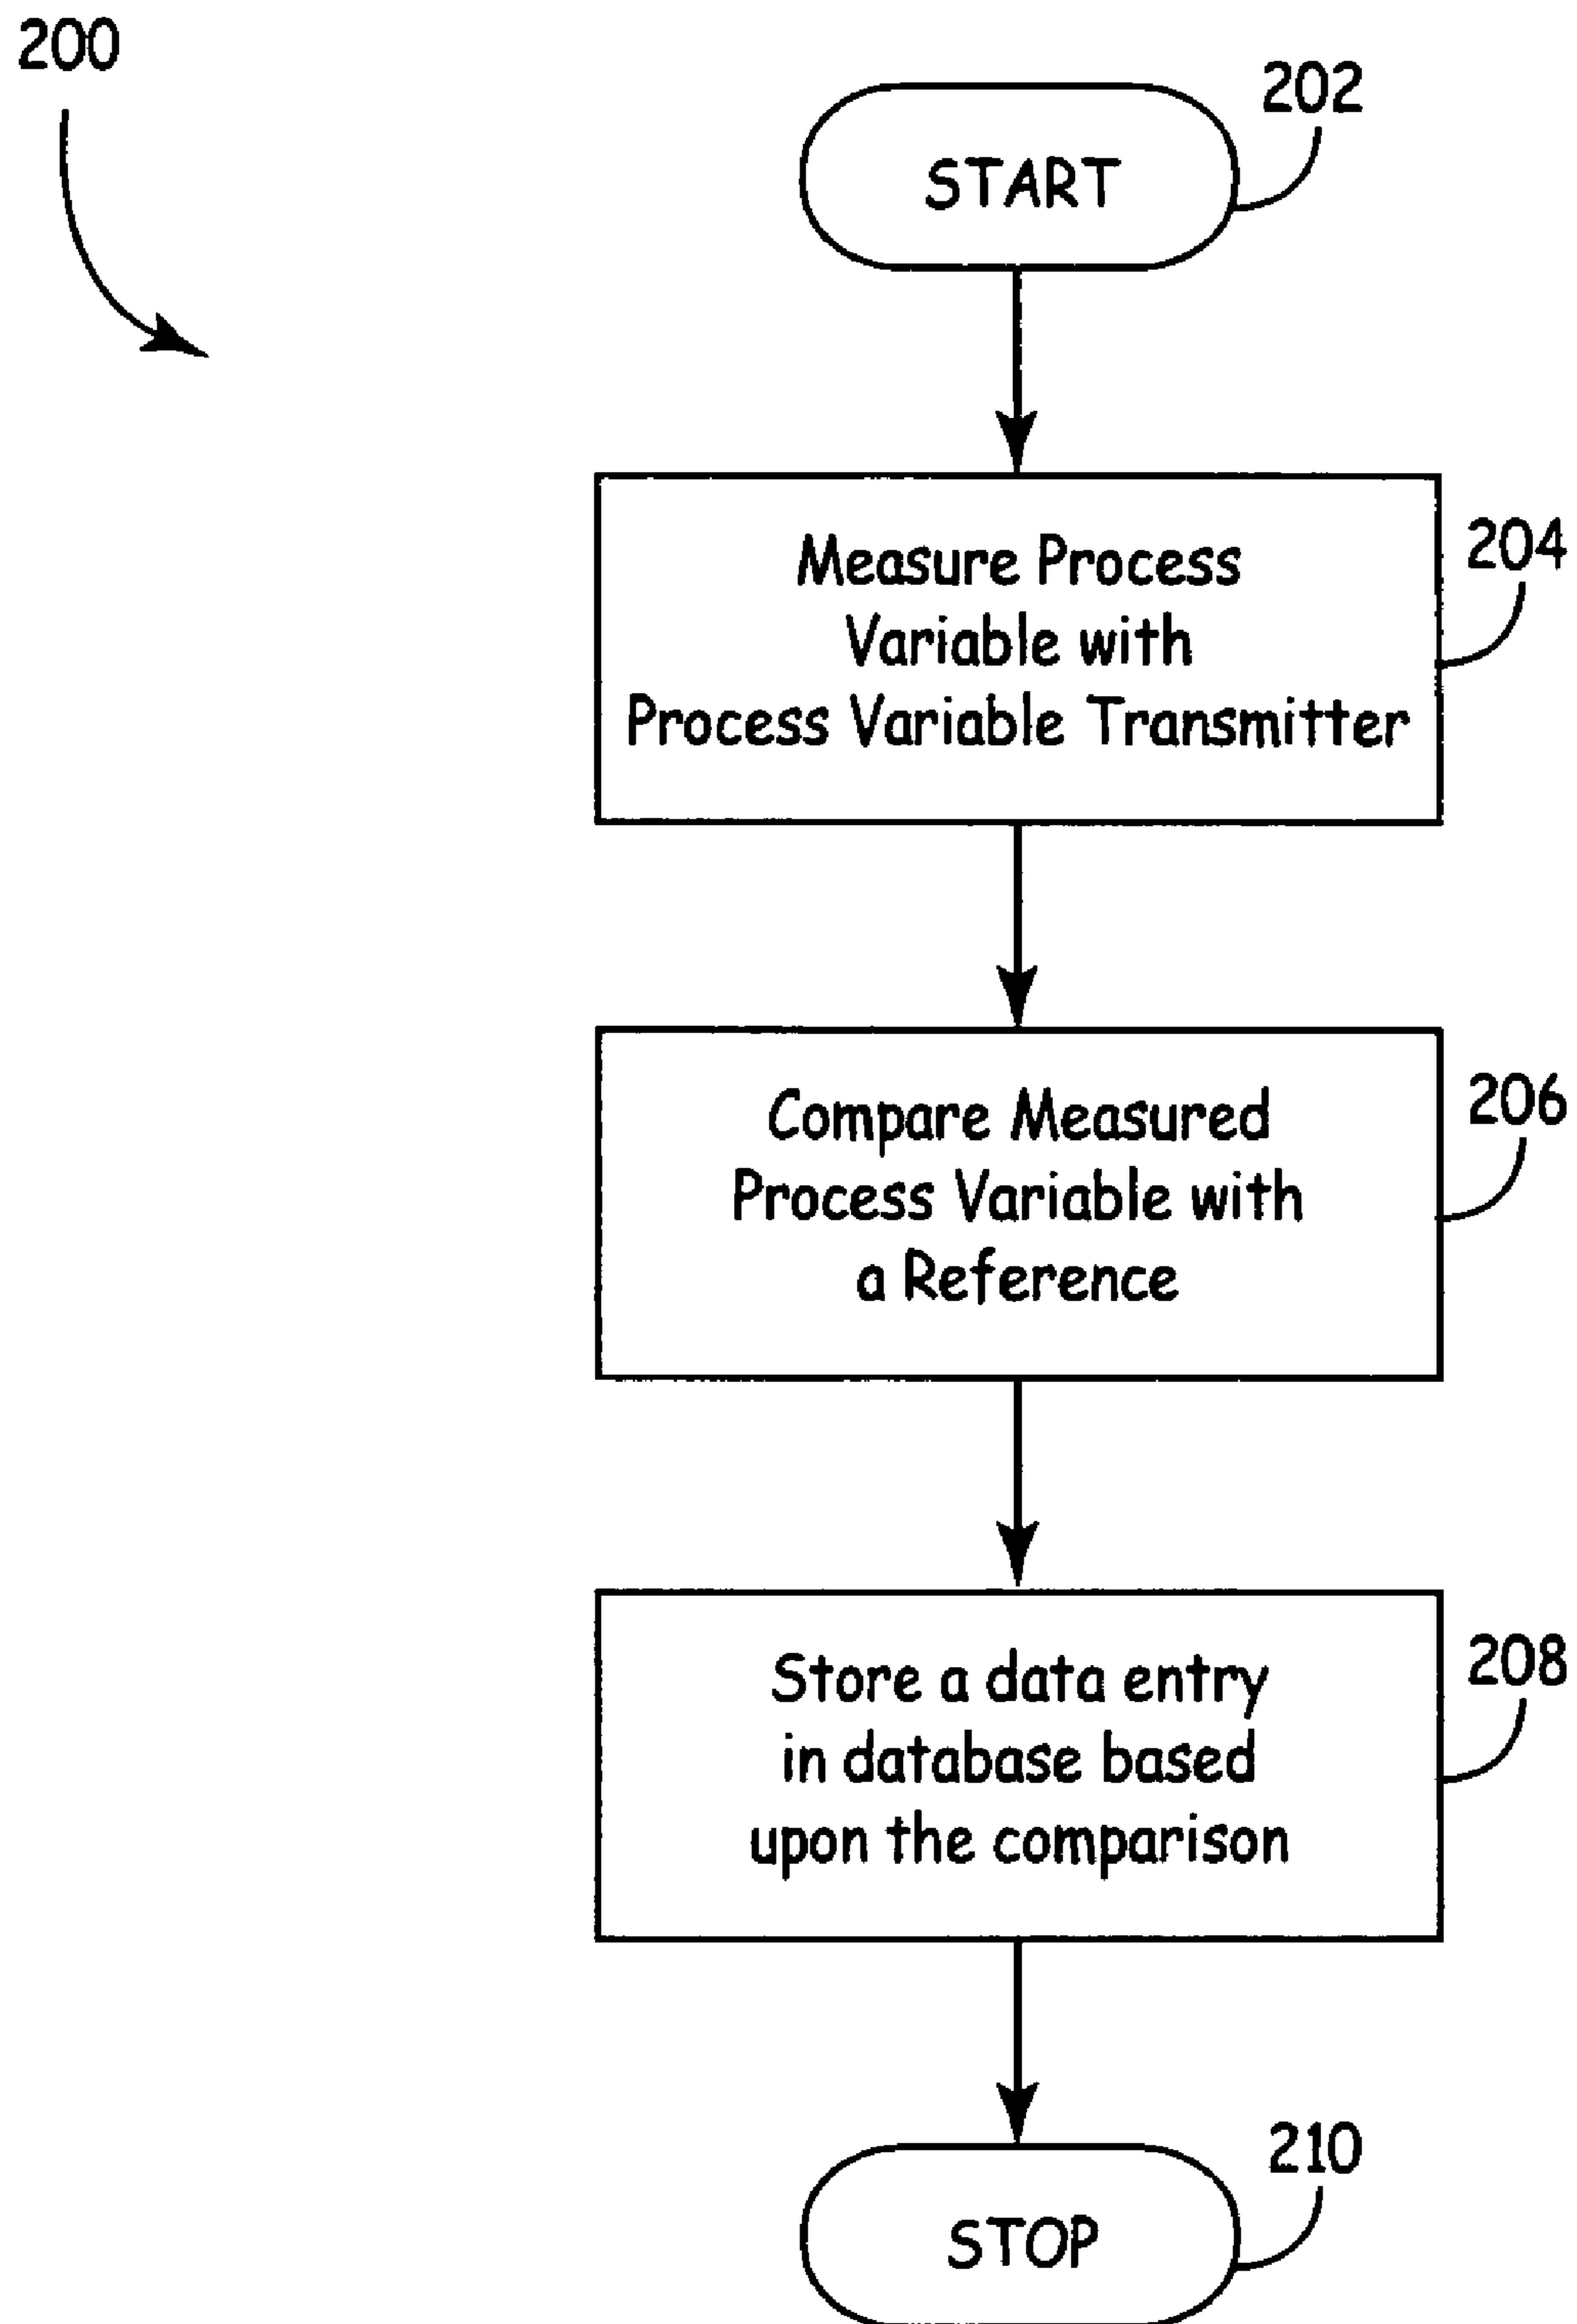 200
202
START
204
Measure Process
Variable with
Process Variable Transmitter
206
Compare Measured
Process Variable with
a Reference
208
Store a data entry
in database based
upon the comparison
210
STOP